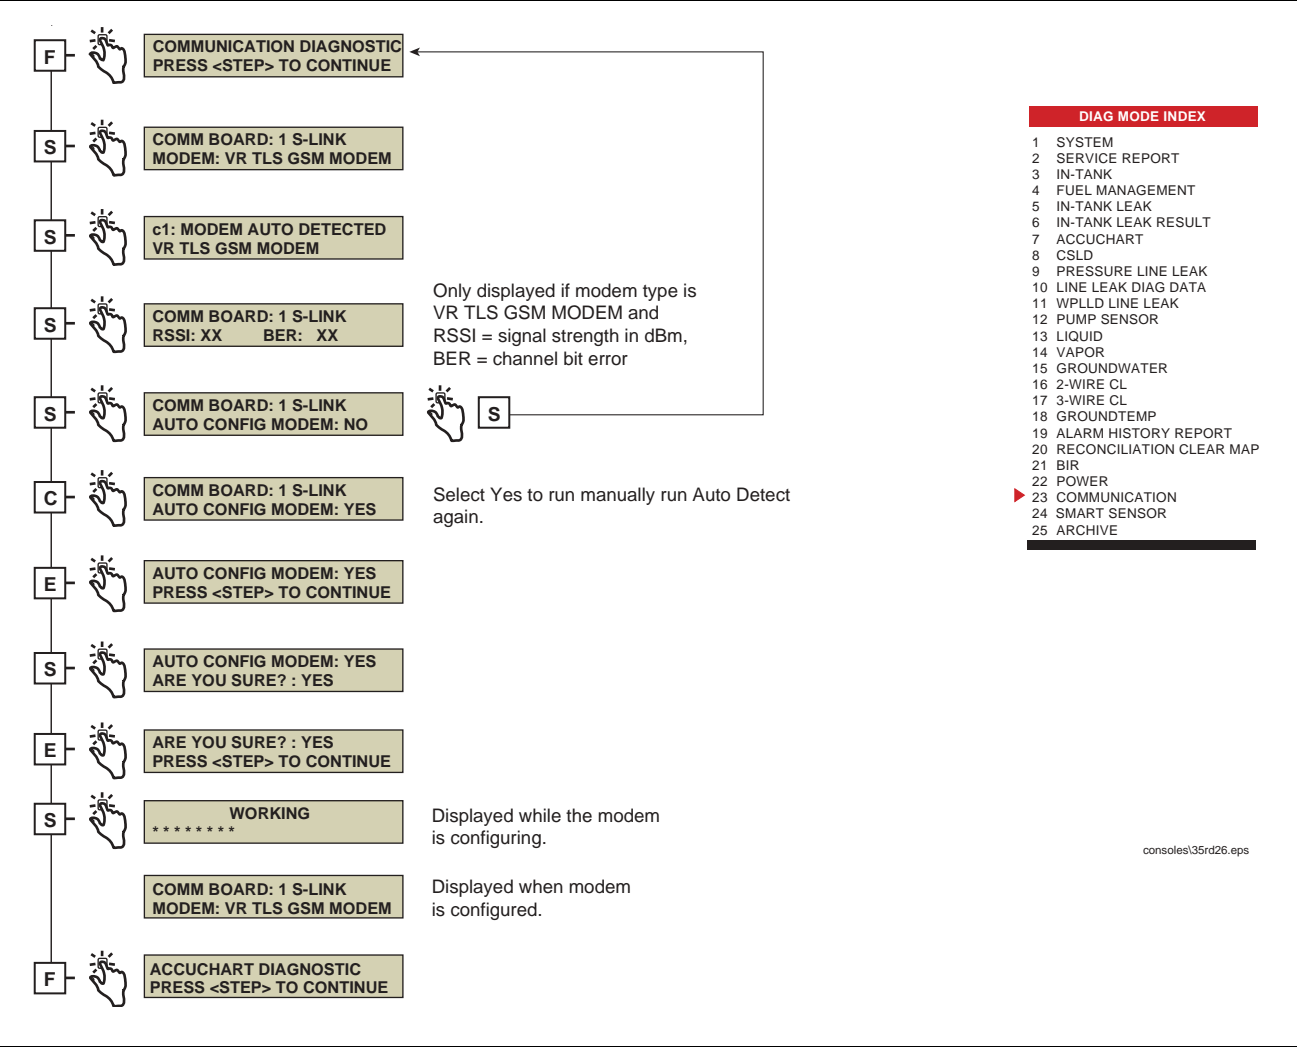 F
COMMUNICATION DIAGNOSTIC
PRESS <STEP> TO CONTINUE
S
COMM BOARD: 1 S-LINK
MODEM: VR TLS GSM MODEM
S
c1: MODEM AUTO DETECTED
VR TLS GSM MODEM
S
COMM BOARD: 1 S-LINK
RSSI: XX BER: XX
Only displayed if modem type is
VR TLS GSM MODEM and
RSSI = signal strength in dBm,
BER = channel bit error
S
COMM BOARD: 1 S-LINK
AUTO CONFIG MODEM: NO
S
C
COMM BOARD: 1 S-LINK
AUTO CONFIG MODEM: YES
Select Yes to run manually run Auto Detect
again.
E
AUTO CONFIG MODEM: YES
PRESS <STEP> TO CONTINUE
S
AUTO CONFIG MODEM: YES
ARE YOU SURE? : YES
E
ARE YOU SURE? : YES
PRESS <STEP> TO CONTINUE
S
WORKING
* * * * * * * *
Displayed while the modem
is configuring.
COMM BOARD: 1 S-LINK
MODEM: VR TLS GSM MODEM
Displayed when modem
is configured.
F
ACCUCHART DIAGNOSTIC
PRESS <STEP> TO CONTINUE
DIAG MODE INDEX
1 SYSTEM
2 SERVICE REPORT
3 IN-TANK
4 FUEL MANAGEMENT
5 IN-TANK LEAK
6 IN-TANK LEAK RESULT
7 ACCUCHART
8 CSLD
9 PRESSURE LINE LEAK
10 LINE LEAK DIAG DATA
11 WPLLD LINE LEAK
12 PUMP SENSOR
13 LIQUID
14 VAPOR
15 GROUNDWATER
16 2-WIRE CL
17 3-WIRE CL
18 GROUNDTEMP
19 ALARM HISTORY REPORT
20 RECONCILIATION CLEAR MAP
21 BIR
22 POWER
23 COMMUNICATION
24 SMART SENSOR
25 ARCHIVE
consoles\35rd26.eps